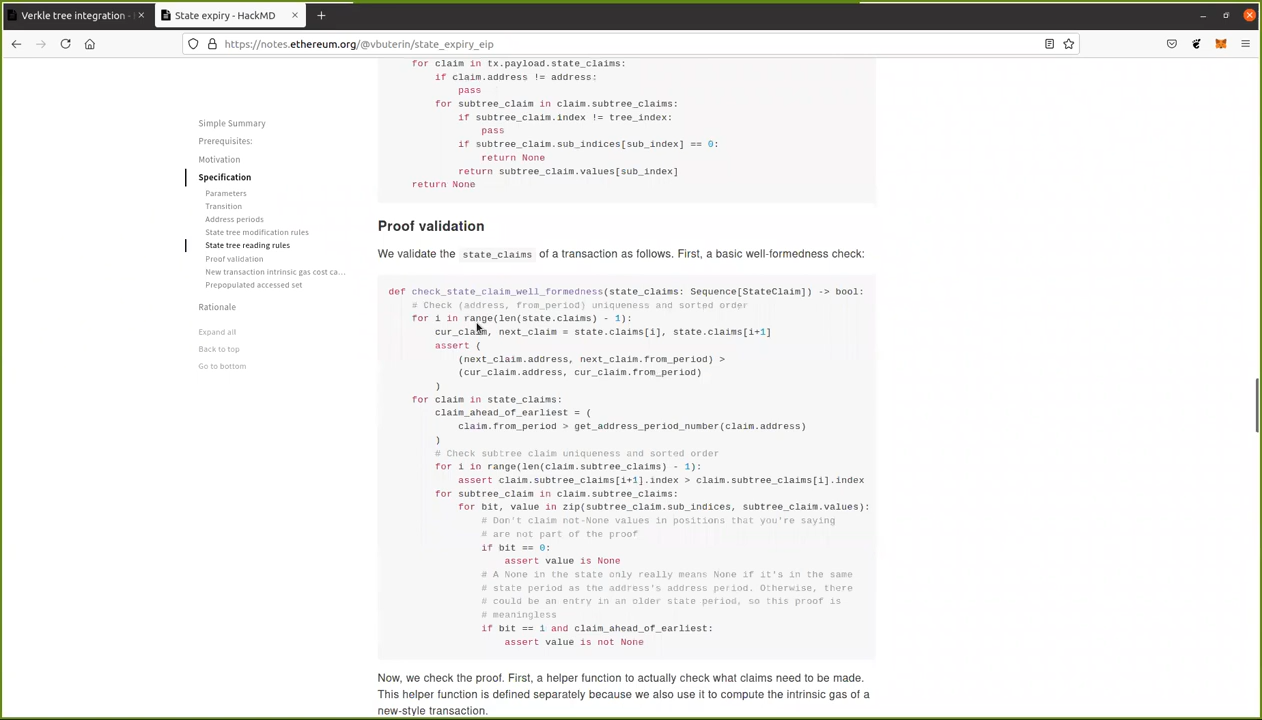 Verkle tree integration -
State expiry - HackMD
https://notes.ethereum.org/@vbuterin/state_expiry_eip
Simple Summary
Prerequisites:
Motivation
Specification
Parameters
Transition
Address periods
State tree modification rules
State tree reading rules
Proof validation
New transaction intrinsic gas cost ca…
Prepopulated accessed set
Rationale
Expand all
Back to top
Go to bottom
for claim in tx.payload.state_claims:
if claim.address != address:
pass
for subtree_claim in claim.subtree_claims:
if subtree_claim.index != tree_index:
pass
if subtree_claim.sub_indices[sub_index] == 0:
return None
return subtree_claim.values[sub_index]
return None
Proof validation
We validate the state_claims of a transaction as follows. First, a basic well-formedness check:
def check_state_claim_well_formedness(state_claims: Sequence[StateClaim]) -> bool:
# Check (address, from_period) uniqueness and sorted order
for i in range(len(state.claims) - 1):
cur_claim, next_claim = state.claims[i], state.claims[i+1]
assert (
(next_claim.address, next_claim.from_period) >
(cur_claim.address, cur_claim.from_period)
)
for claim in state_claims:
claim_ahead_of_earliest = (
claim.from_period > get_address_period_number(claim.address)
)
# Check subtree claim uniqueness and sorted order
for i in range(len(claim.subtree_claims) - 1):
assert claim.subtree_claims[i+1].index > claim.subtree_claims[i].index
for subtree_claim in claim.subtree_claims:
for bit, value in zip(subtree_claim.sub_indices, subtree_claim.values):
# Don't claim not-None values in positions that you're saying
# are not part of the proof
if bit == 0:
assert value is None
# A None in the state only really means None if it's in the same
# state period as the address's address period. Otherwise, there
# could be an entry in an older state period, so this proof is
# meaningless
if bit == 1 and claim_ahead_of_earliest:
assert value is not None
Now, we check the proof. First, a helper function to actually check what claims need to be made.
This helper function is defined separately because we also use it to compute the intrinsic gas of a
new-style transaction.